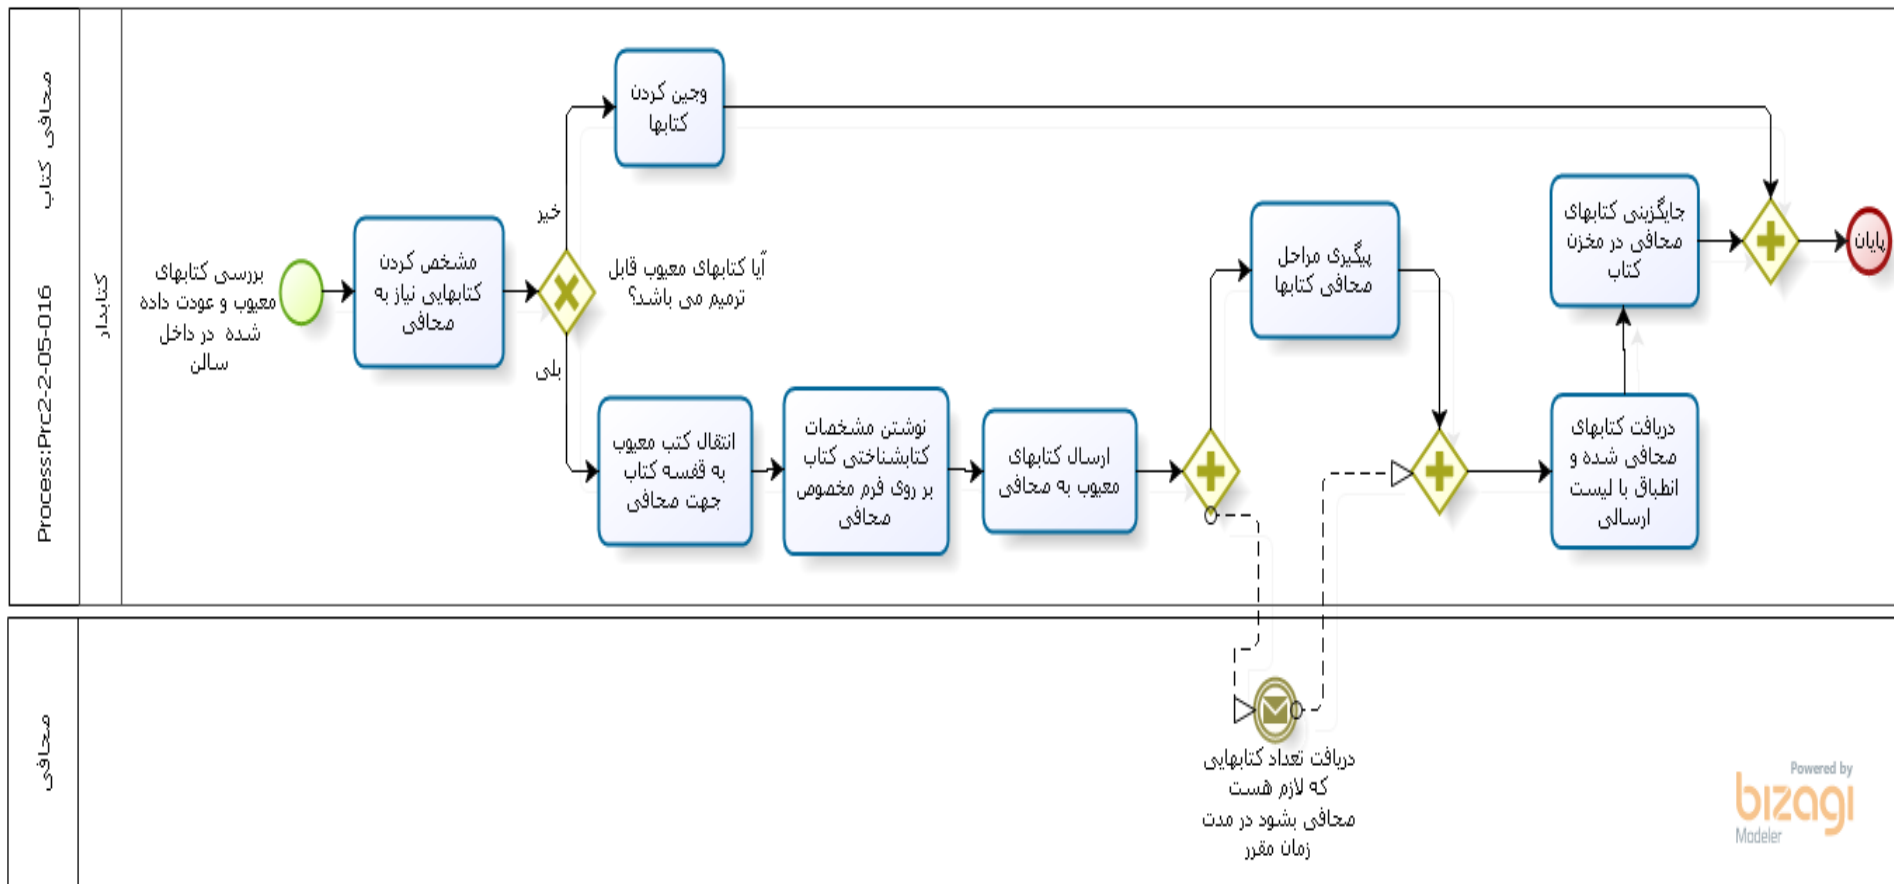 صحافی کتاب
Process:Prc2-2-05-016
کتابدار
بررسی کتابهای
معیوب و عودت داده
شده در داخل
سالن
مشخص کردن
کتابهایی نیاز به
صحافی
خیر
بلی
آیا کتابهای معیوب قابل
ترمیم می باشد؟
وجین کردن
کتابها
انتقال کتب معیوب
به قفسه کتاب
جهت صحافی
نوشتن مشخصات
کتابشناختی کتاب
بر روی فرم مخصوص
صحافی
ارسال کتابهای
معیوب به صحافی
پیگیری مراحل
صحافی کتابها
دریافت کتابهای
صحافی شده و
انطباق با لیست
ارسالی
جایگزینی کتابهای
صحافی در مخزن
کتاب
پایان
صحافی
دریافت تعداد کتابهایی
که لازم هست
صحافی بشود در مدت
زمان مقرر
Powered by
bizagi
Modeler